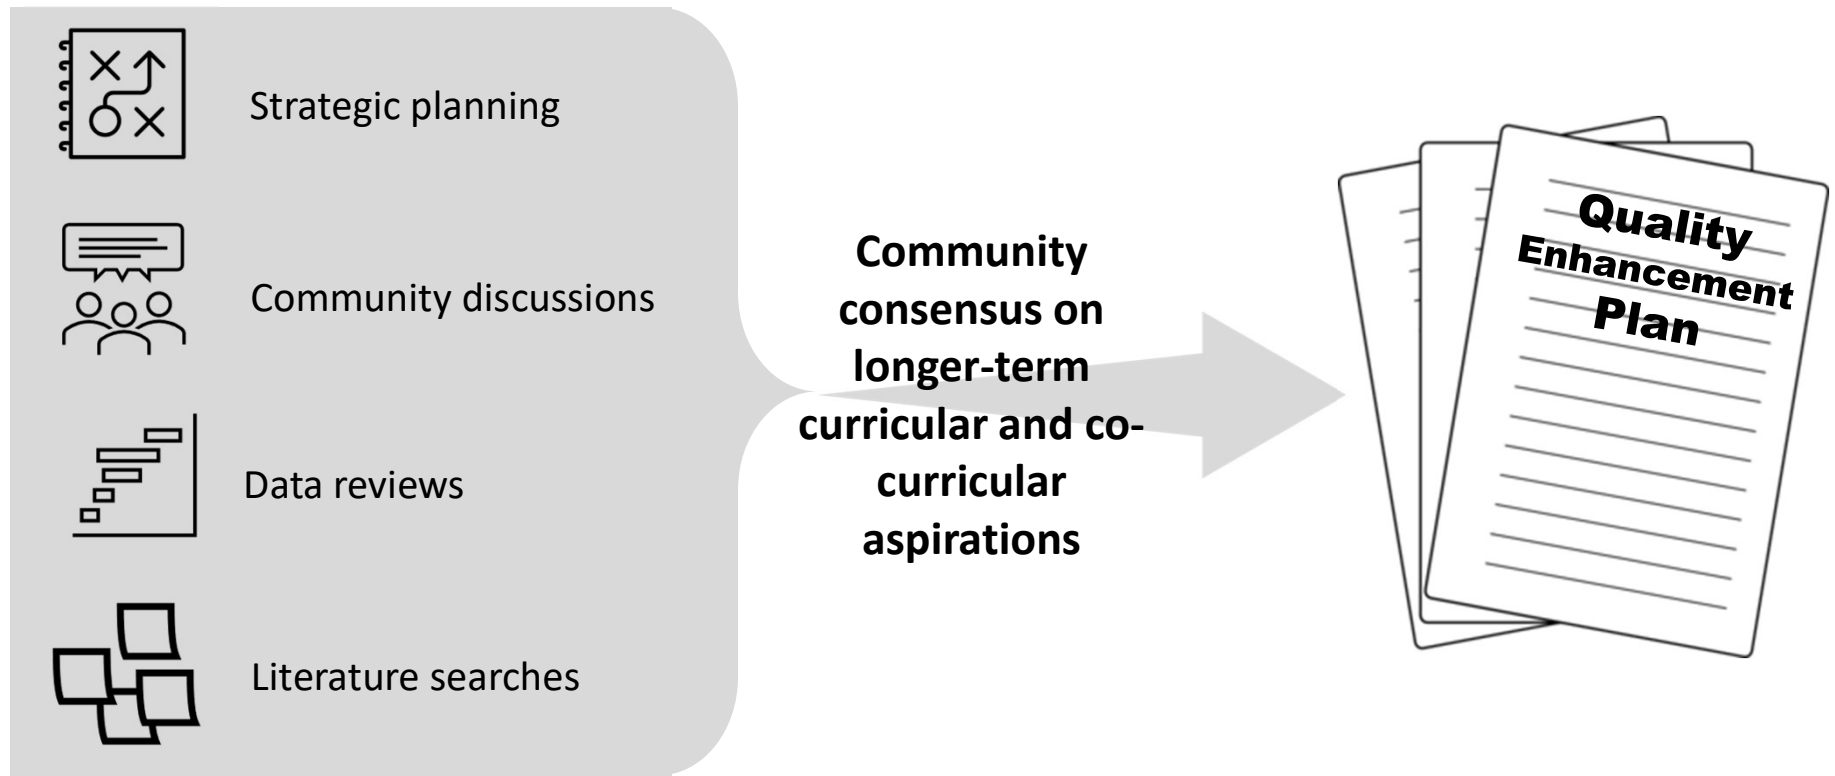 Strategic planning
Community discussions
Data reviews
Literature searches
Community
consensus on
longer-term
curricular and co-
curricular
aspirations
Quality
Enhancement
Plan